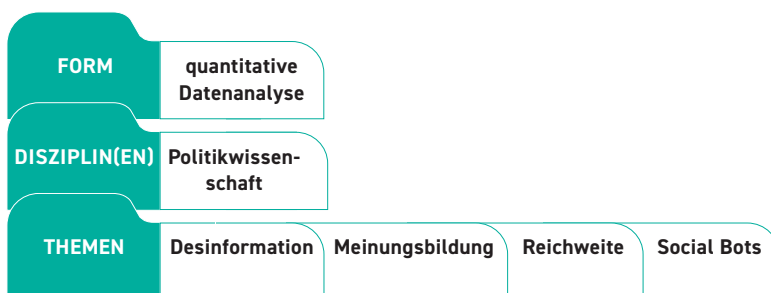 FORM quantitative
Datenanalyse
DISZIPLIN(EN) Politikwissen-
schaft
THEMEN Desinformation Meinungsbildung Reichweite Social Bots